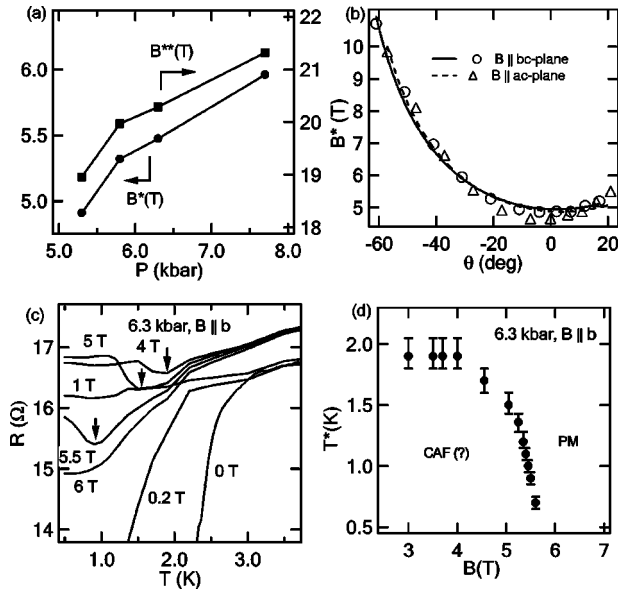 (a)
B**(T)
B*(T)
6.0
5.5
5.0
21
20
19
18
5.0 6.0 7.0 8.0
P (kbar)
(b)
B || bc-plane
B || ac-plane
B* (T)
10
9
8
7
6
5
-60 -40 -20 0 20
θ (deg)
(c)
6.3 kbar, B || b
5 T
4 T
1 T
5.5 T
6 T
0.2 T
0 T
R (Ω)
17
16
15
14
1.0 2.0 3.0
T (K)
(d)
6.3 kbar, B || b
CAF (?)
PM
T*(K)
2.0
1.5
1.0
0.5
3 4 5 6 7
B(T)